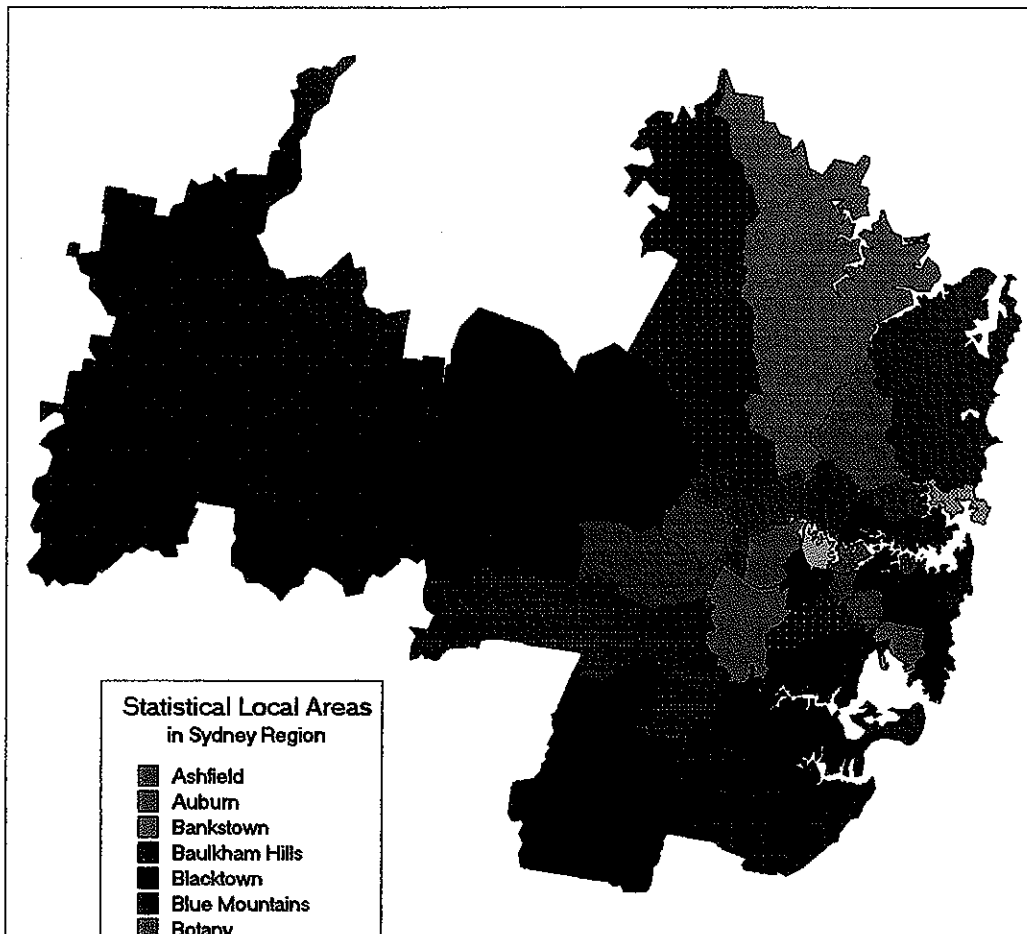 Statistical Local Areas
in Sydney Region
Ashfield
Auburn
Bankstown
Baulkham Hills
Blacktown
Blue Mountains
Botany